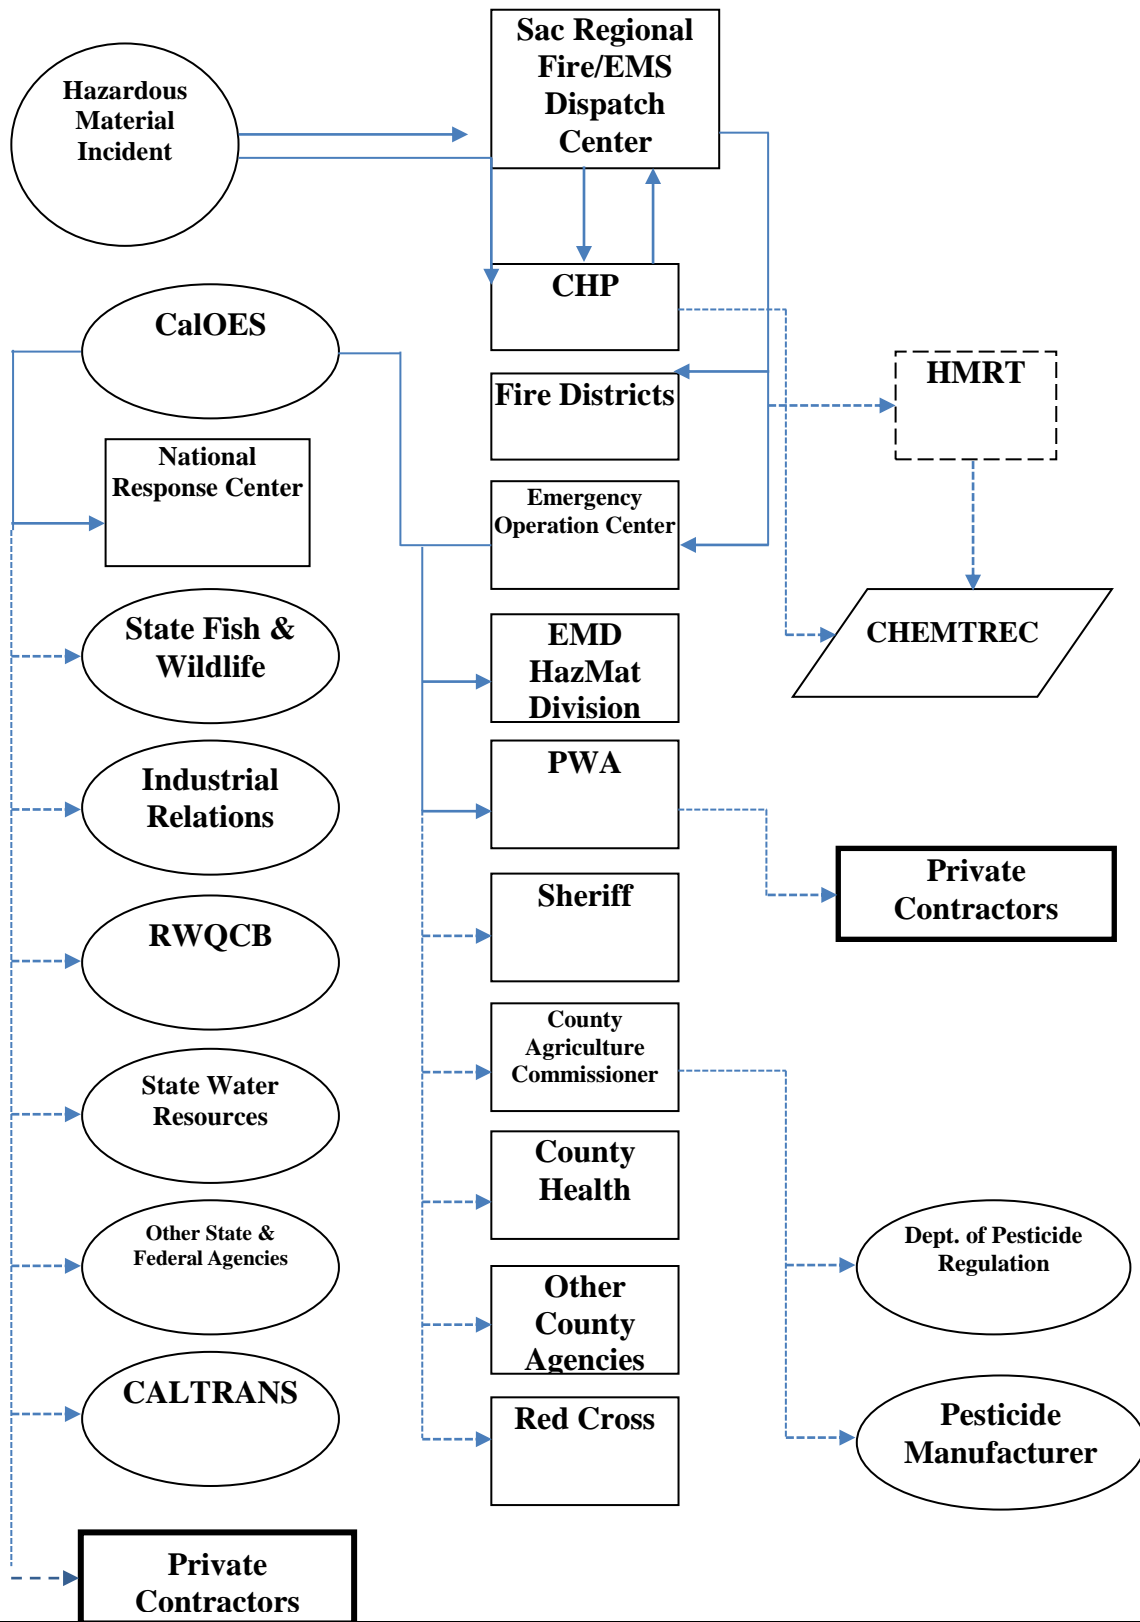 Sac Regional
Fire/EMS
Dispatch
Center
Hazardous
Material
Incident
CHP
CalOES
HMRT
Fire Districts
National
Response Center
Emergency
Operation Center
State Fish &
Wildlife
EMD
HazMat
Division
CHEMTREC
Industrial
Relations
PWA
Private
Contractors
Sheriff
RWQCB
County
Agriculture
Commissioner
State Water
Resources
County
Health
Other State &
Federal Agencies
Dept. of Pesticide
Regulation
Other
County
Agencies
CALTRANS
Red Cross
Pesticide
Manufacturer
Private
Contractors